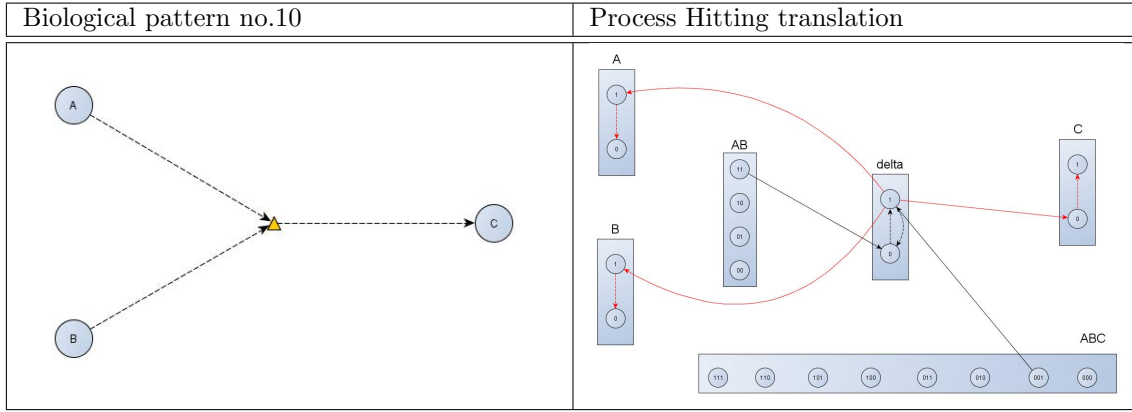 Biological pattern no.10
Process Hitting translation
A
B
C
A
1
0
AB
11
10
01
00
B
1
0
delta
1
0
C
1
0
ABC
111 110 101 100 011 010 001 000